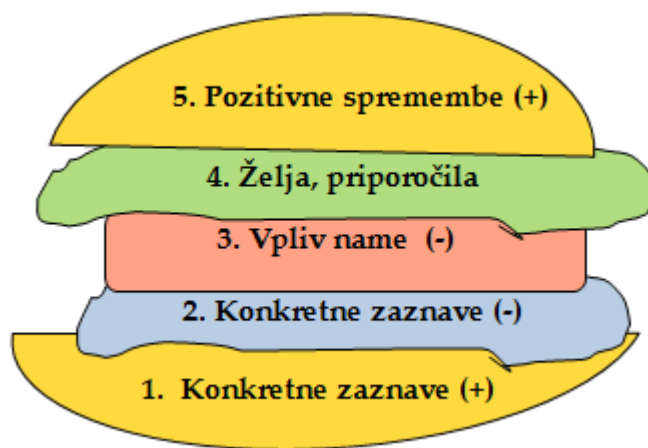 5. Pozitivne spremembe (+)
4. Želja, priporočila
3. Vpliv name (-)
2. Konkretne zaznave (-)
1. Konkretne zaznave (+)